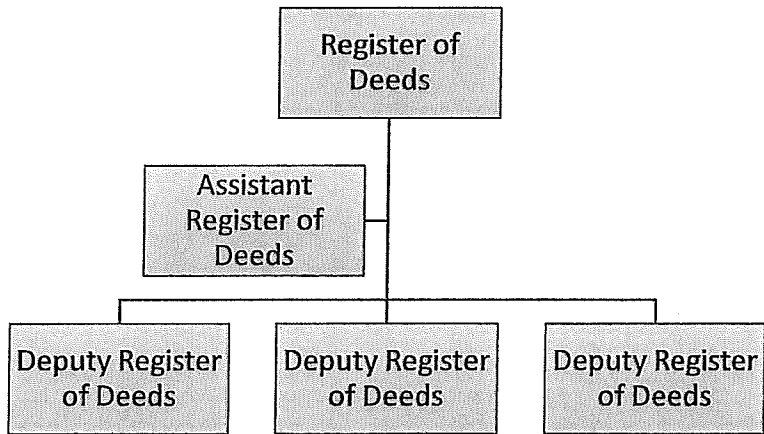 Register of
Deeds
Assistant
Register of
Deeds
Deputy Register
of Deeds
Deputy Register
of Deeds
Deputy Register
of Deeds